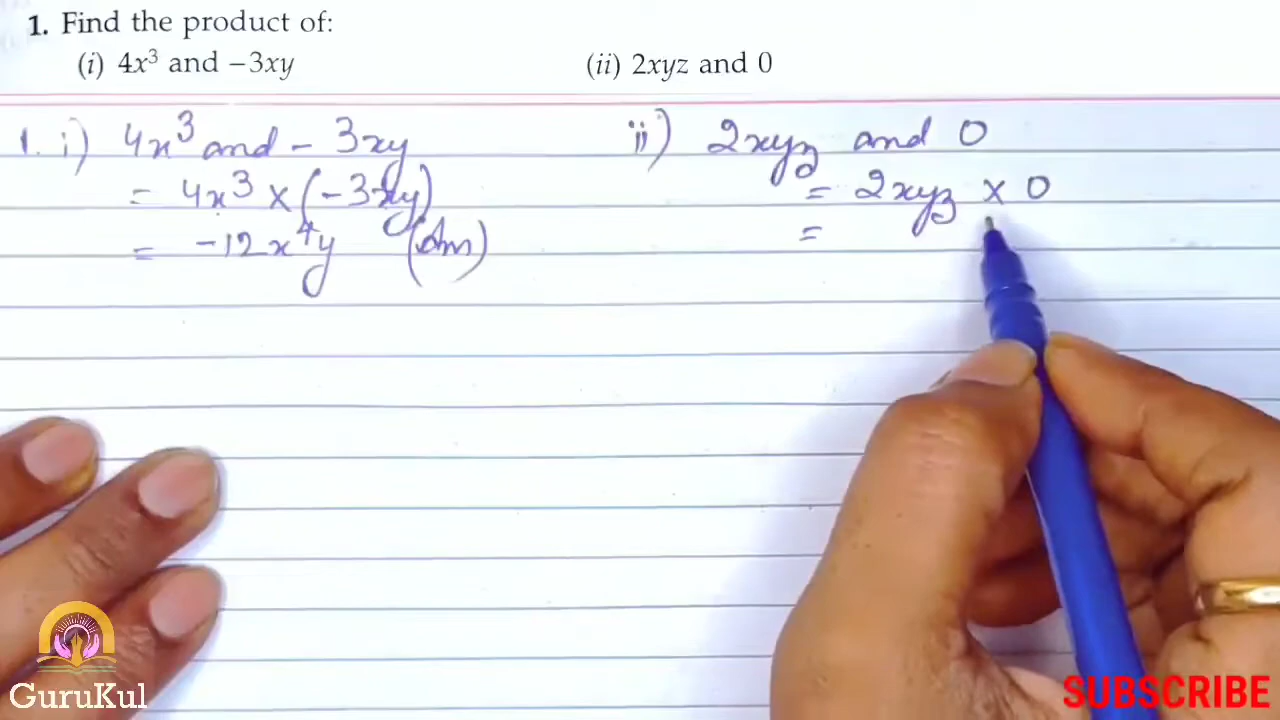 1. Find the product of:
(i) 4x³ and −3xy (ii) 2xyz and 0
1. i) 4x³ and - 3xy
= 4x³ × (-3xy)
= -12x⁴y (Ans)
ii) 2xyz and 0
= 2xyz × 0
=
GuruKul
SUBSCRIBE